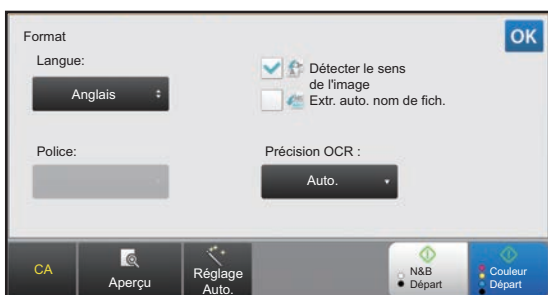 Format
OK
Langue:
Anglais
Détecter le sens
de l'image
Extr. auto. nom de fich.
Police:
Précision OCR :
Auto.
CA
Aperçu
Réglage
Auto.
N&B
Départ
Couleur
Départ